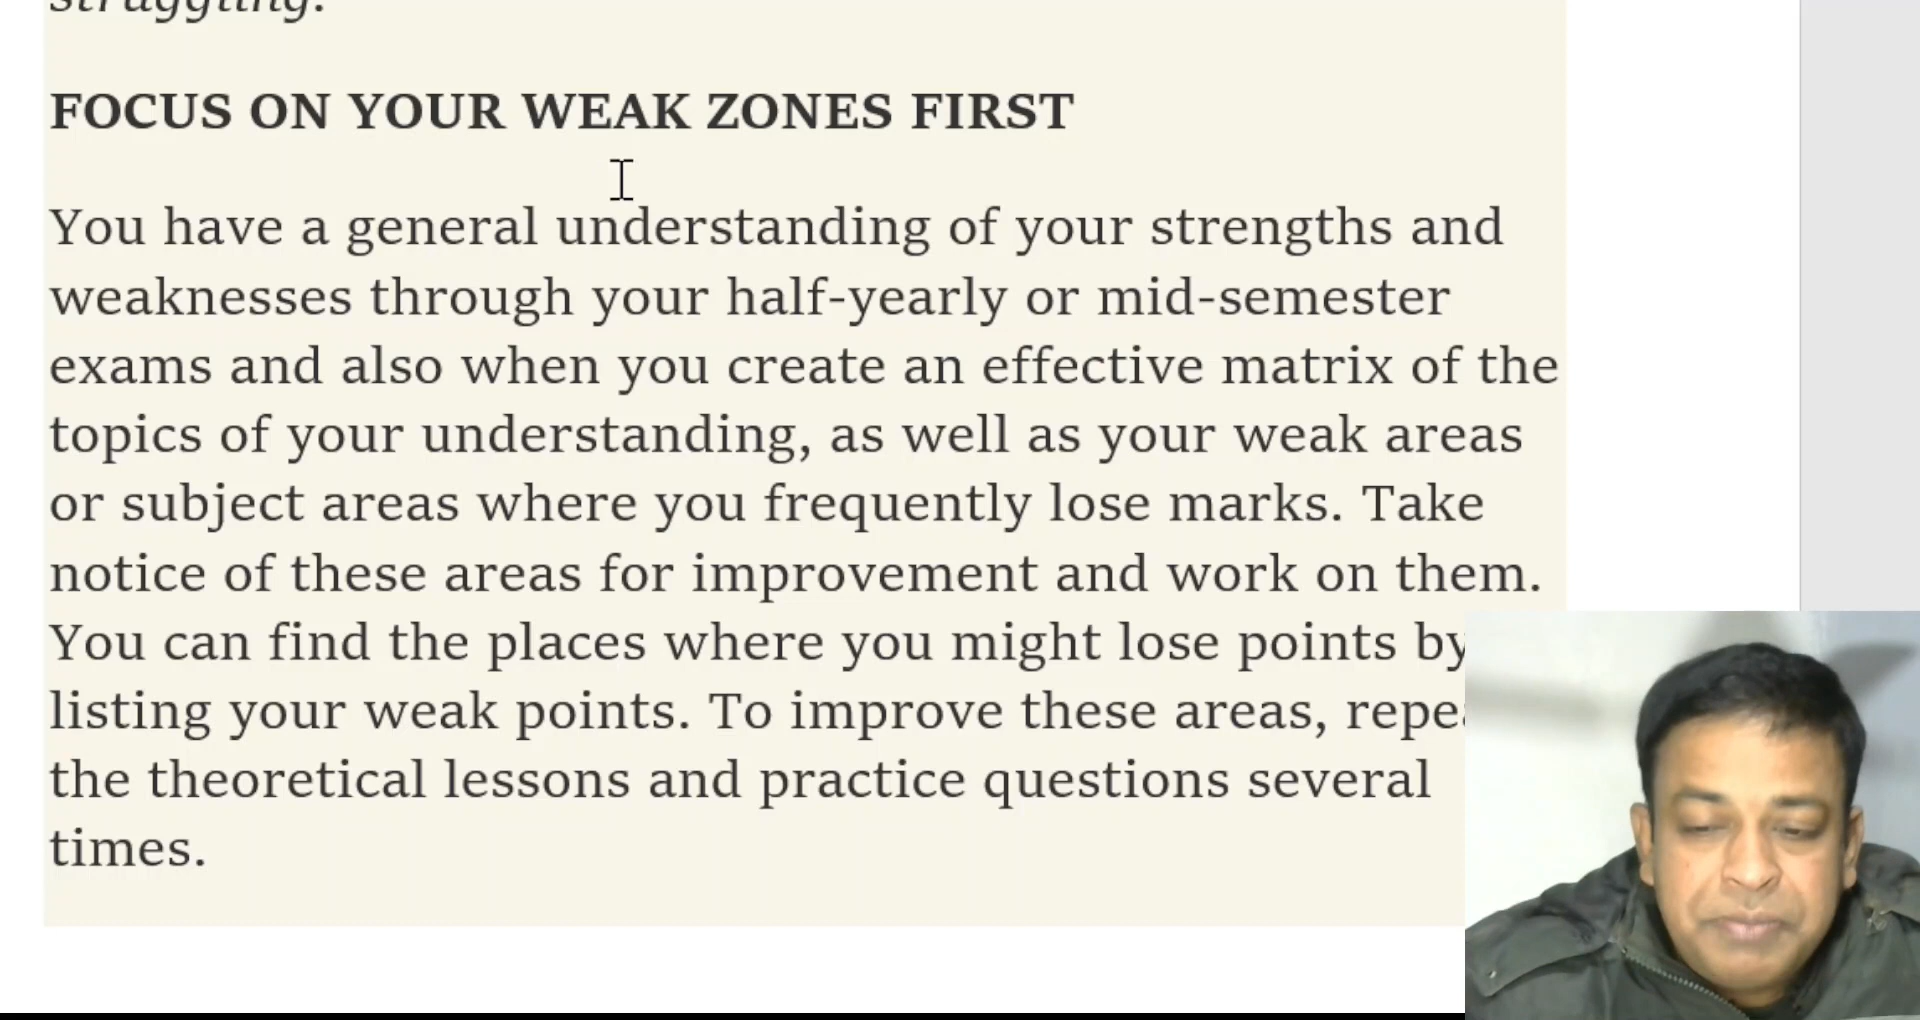 struggling.
FOCUS ON YOUR WEAK ZONES FIRST
You have a general understanding of your strengths and
weaknesses through your half-yearly or mid-semester
exams and also when you create an effective matrix of the
topics of your understanding, as well as your weak areas
or subject areas where you frequently lose marks. Take
notice of these areas for improvement and work on them.
You can find the places where you might lose points by
listing your weak points. To improve these areas,
the theoretical lessons and practice questions several
times.